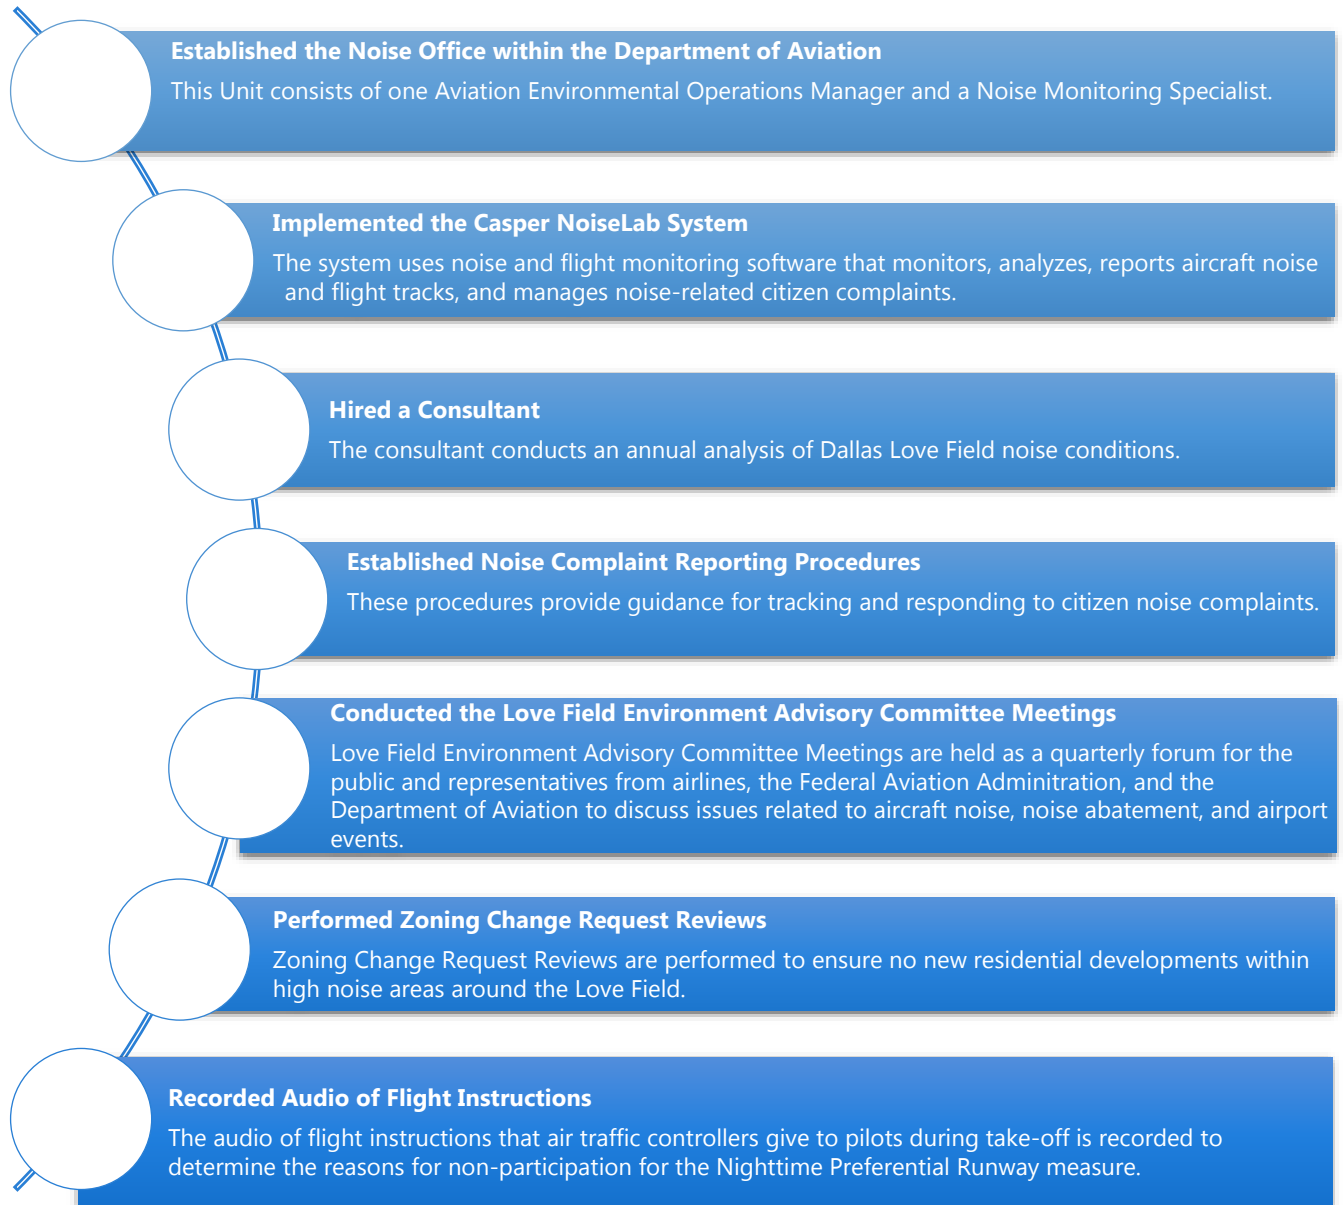 Established the Noise Office within the Department of Aviation
This Unit consists of one Aviation Environmental Operations Manager and a Noise Monitoring Specialist.
Implemented the Casper NoiseLab System
The system uses noise and flight monitoring software that monitors, analyzes, reports aircraft noise
and flight tracks, and manages noise-related citizen complaints.
Hired a Consultant
The consultant conducts an annual analysis of Dallas Love Field noise conditions.
Established Noise Complaint Reporting Procedures
These procedures provide guidance for tracking and responding to citizen noise complaints.
Conducted the Love Field Environment Advisory Committee Meetings
Love Field Environment Advisory Committee Meetings are held as a quarterly forum for the
public and representatives from airlines, the Federal Aviation Adminitration, and the
Department of Aviation to discuss issues related to aircraft noise, noise abatement, and airport
events.
Performed Zoning Change Request Reviews
Zoning Change Request Reviews are performed to ensure no new residential developments within
high noise areas around the Love Field.
Recorded Audio of Flight Instructions
The audio of flight instructions that air traffic controllers give to pilots during take-off is recorded to
determine the reasons for non-participation for the Nighttime Preferential Runway measure.